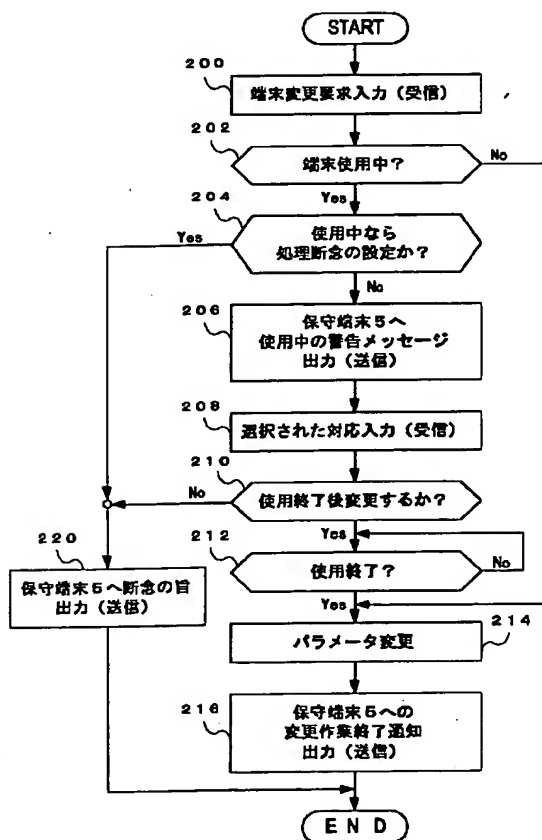 START
200
端末変更要求入力（受信）
202
端末使用中？
No
Yes
204
使用中なら
処理断念の設定か？
Yes
No
206
保守端末５へ
使用中の警告メッセージ
出力（送信）
208
選択された対応入力（受信）
210
使用終了後変更するか？
No
Yes
212
使用終了？
No
Yes
220
保守端末５へ断念の旨
出力（送信）
パラメータ変更
214
216
保守端末５への
変更作業終了通知
出力（送信）
END